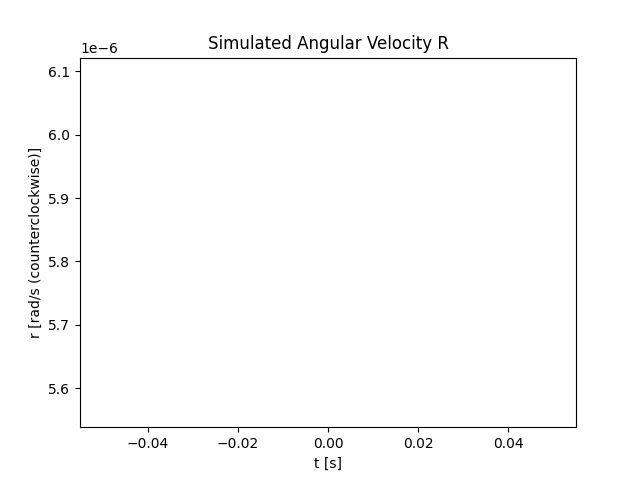 Simulated Angular Velocity R
1e−6
6.1
6.0
5.9
5.8
5.7
5.6
r [rad/s (counterclockwise)]
−0.04 −0.02 0.00 0.02 0.04
t [s]